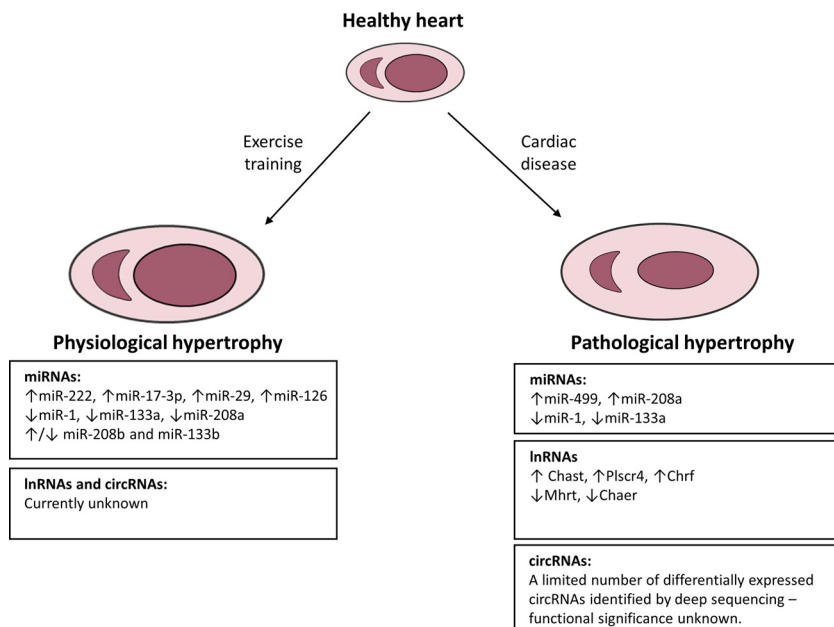 Healthy heart
Exercise
training
Cardiac
disease
Physiological hypertrophy
miRNAs:
↑miR-222, ↑miR-17-3p, ↑miR-29, ↑miR-126
↓miR-1, ↓miR-133a, ↓miR-208a
↑/↓ miR-208b and miR-133b
lnRNAs and circRNAs:
Currently unknown
Pathological hypertrophy
miRNAs:
↑miR-499, ↑miR-208a
↓miR-1, ↓miR-133a
lnRNAs
↑ Chast, ↑Plscr4, ↑Chrf
↓Mhrt, ↓Chaer
circRNAs:
A limited number of differentially expressed
circRNAs identified by deep sequencing –
functional significance unknown.